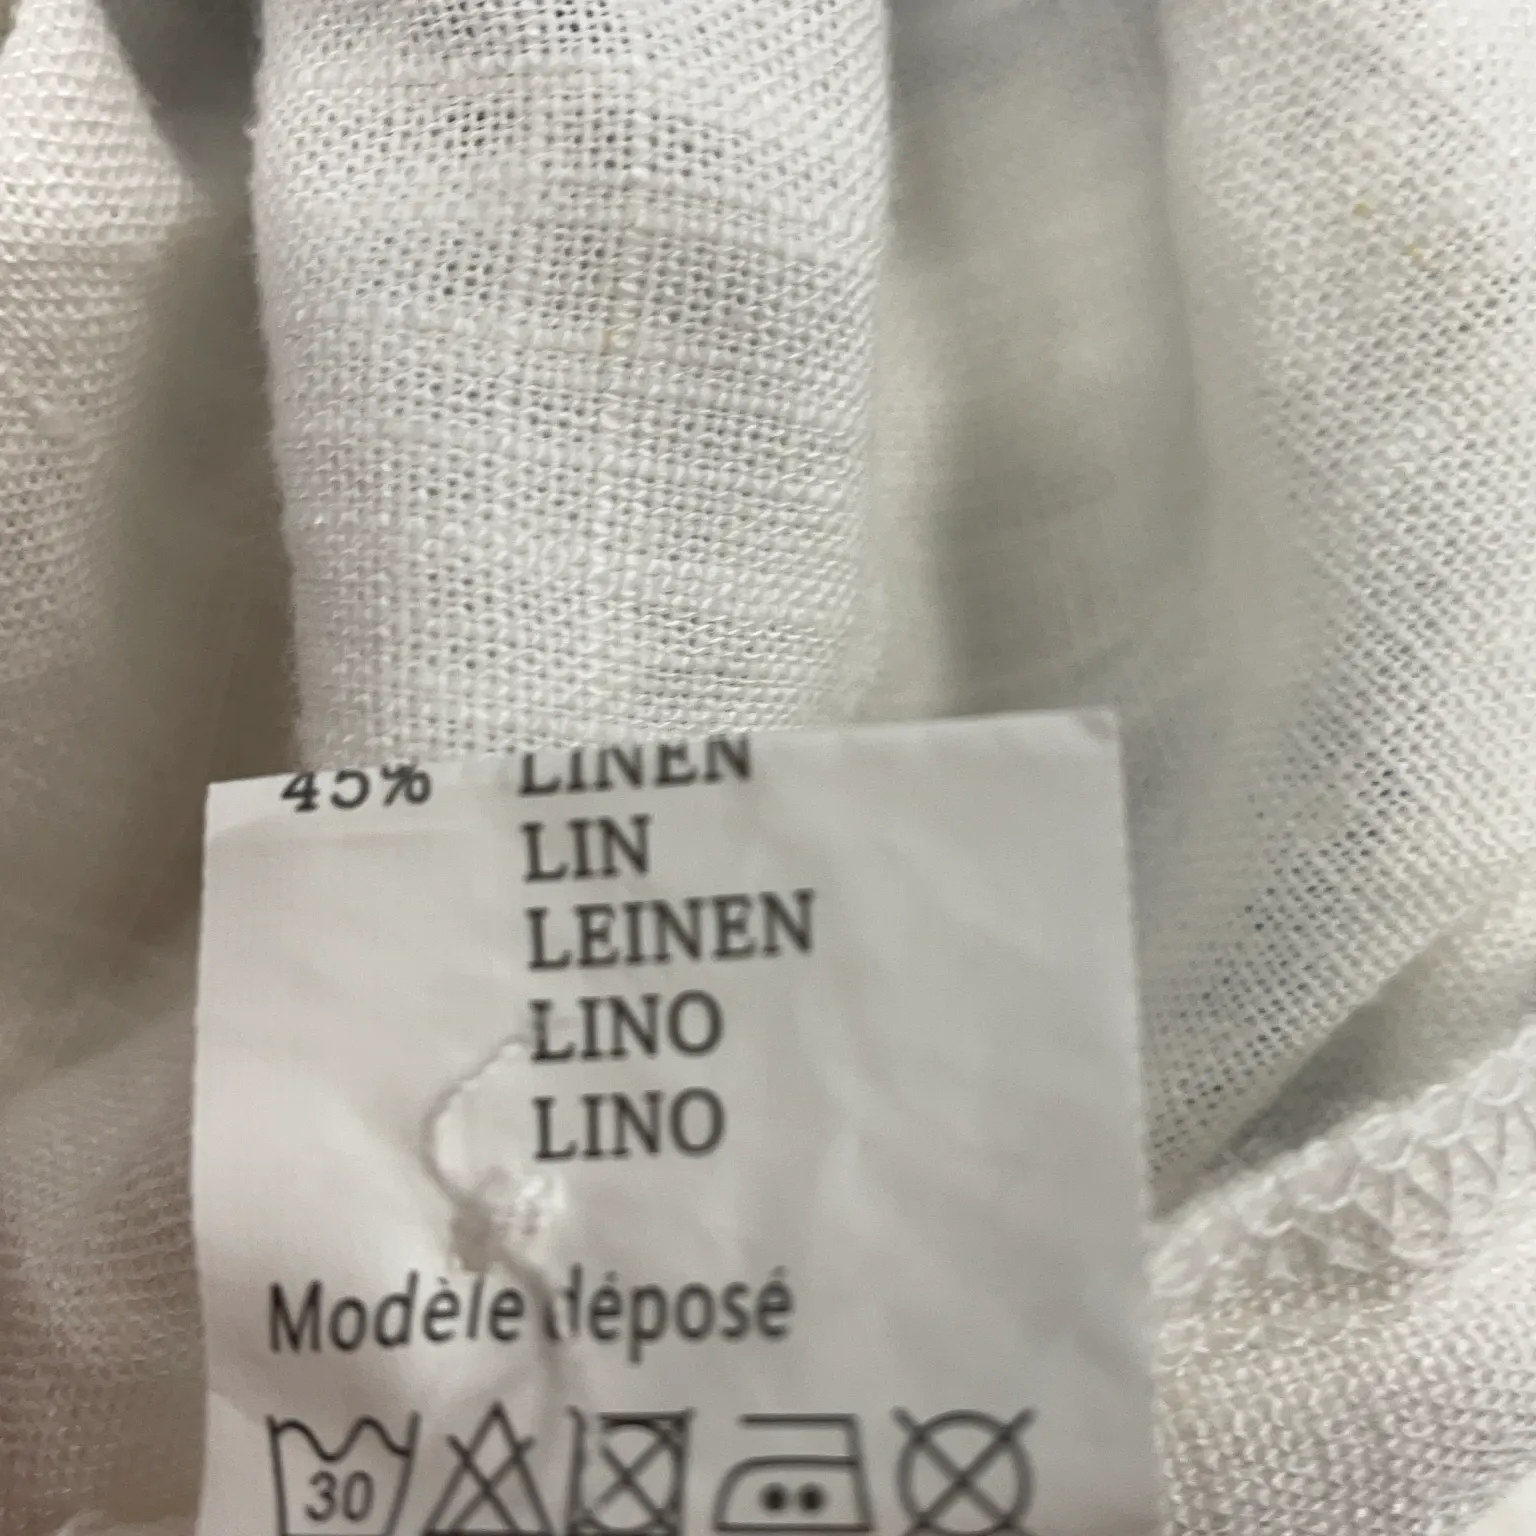 45% LINEN
LIN
LEINEN
LINO
LINO
Modèle déposé
30